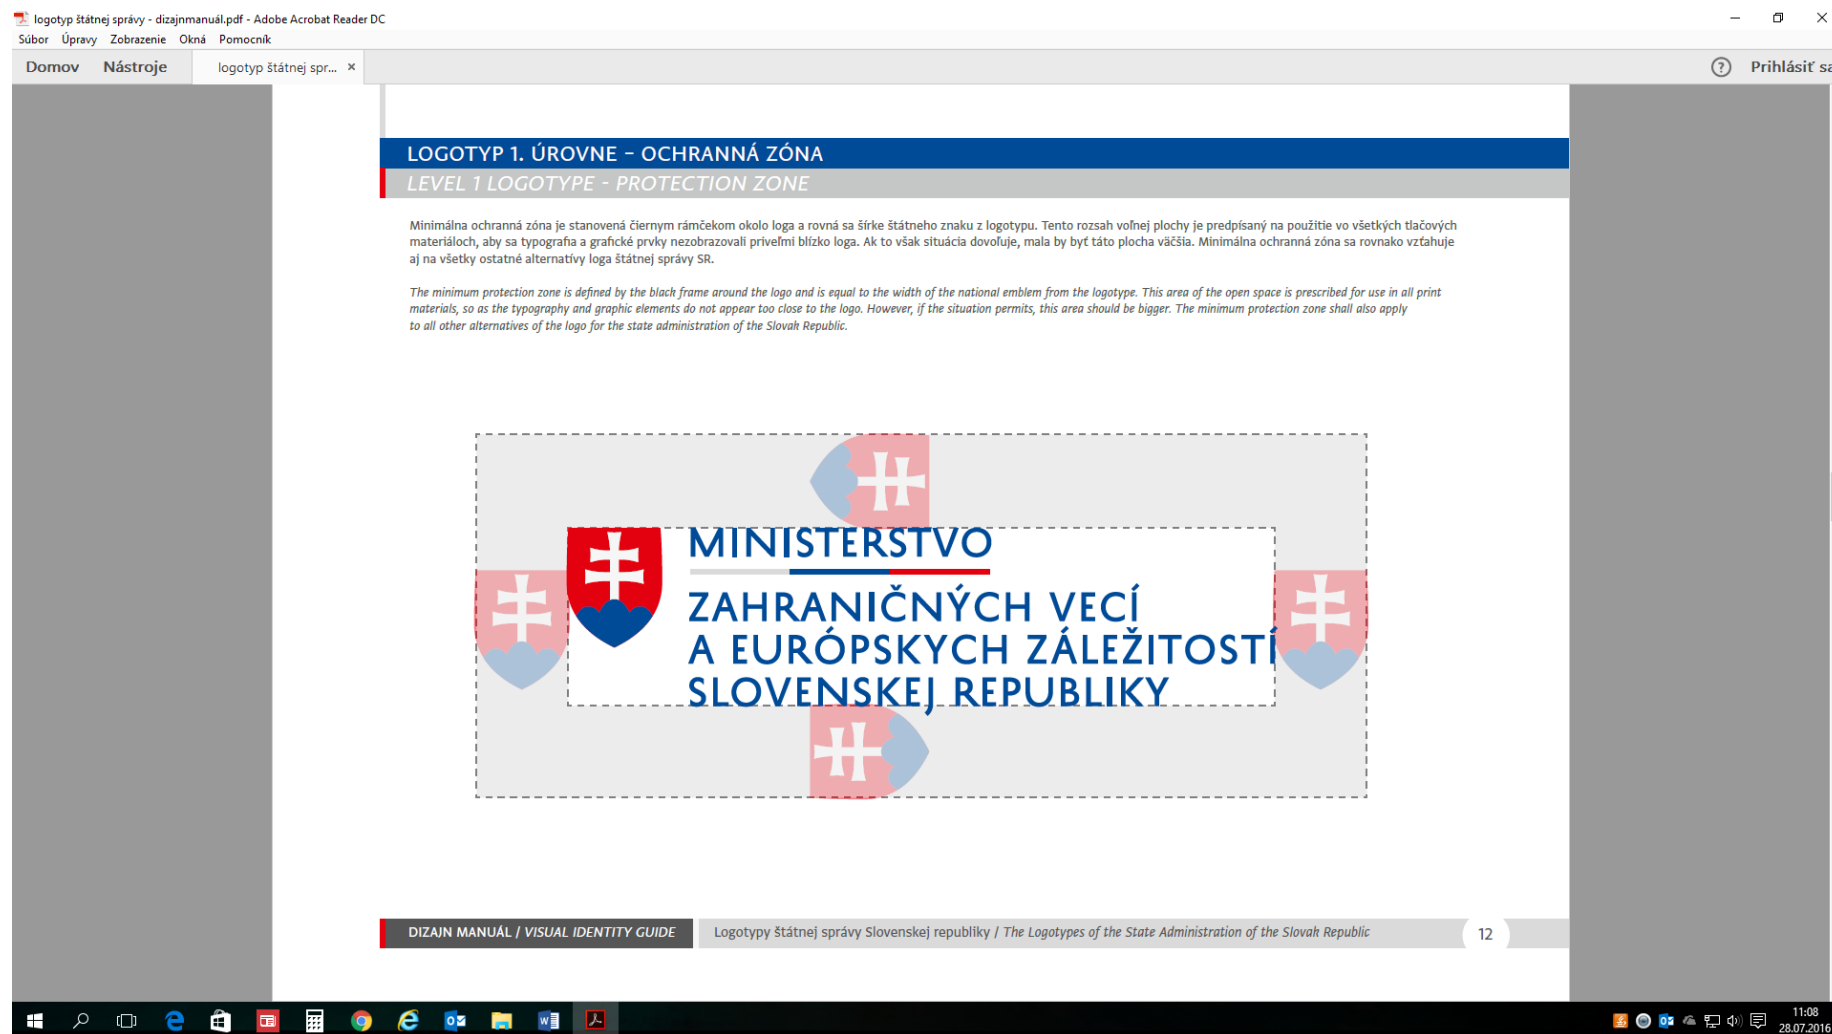 logotyp štátnej správy - dizajnmanuál.pdf - Adobe Acrobat Reader DC
Súbor Úpravy Zobrazenie Okná Pomocník
Domov Nástroje logotyp štátnej spr... × ? Prihlásiť sa
LOGOTYP 1. ÚROVNE – OCHRANNÁ ZÓNA
LEVEL 1 LOGOTYPE - PROTECTION ZONE
Minimálna ochranná zóna je stanovená čiernym rámčekom okolo loga a rovná sa šírke štátneho znaku z logotypu. Tento rozsah voľnej plochy je predpísaný na použitie vo všetkých tlačových
materiáloch, aby sa typografia a grafické prvky nezobrazovali priveľmi blízko loga. Ak to však situácia dovoľuje, mala by byť táto plocha väčšia. Minimálna ochranná zóna sa rovnako vzťahuje
aj na všetky ostatné alternatívy loga štátnej správy SR.
The minimum protection zone is defined by the black frame around the logo and is equal to the width of the national emblem from the logotype. This area of the open space is prescribed for use in all print
materials, so as the typography and graphic elements do not appear too close to the logo. However, if the situation permits, this area should be bigger. The minimum protection zone shall also apply
to all other alternatives of the logo for the state administration of the Slovak Republic.
MINISTERSTVO
ZAHRANIČNÝCH VECÍ
A EURÓPSKYCH ZÁLEŽITOSTÍ
SLOVENSKEJ REPUBLIKY
DIZAJN MANUÁL / VISUAL IDENTITY GUIDE Logotypy štátnej správy Slovenskej republiky / The Logotypes of the State Administration of the Slovak Republic 12
11:08
28.07.2016